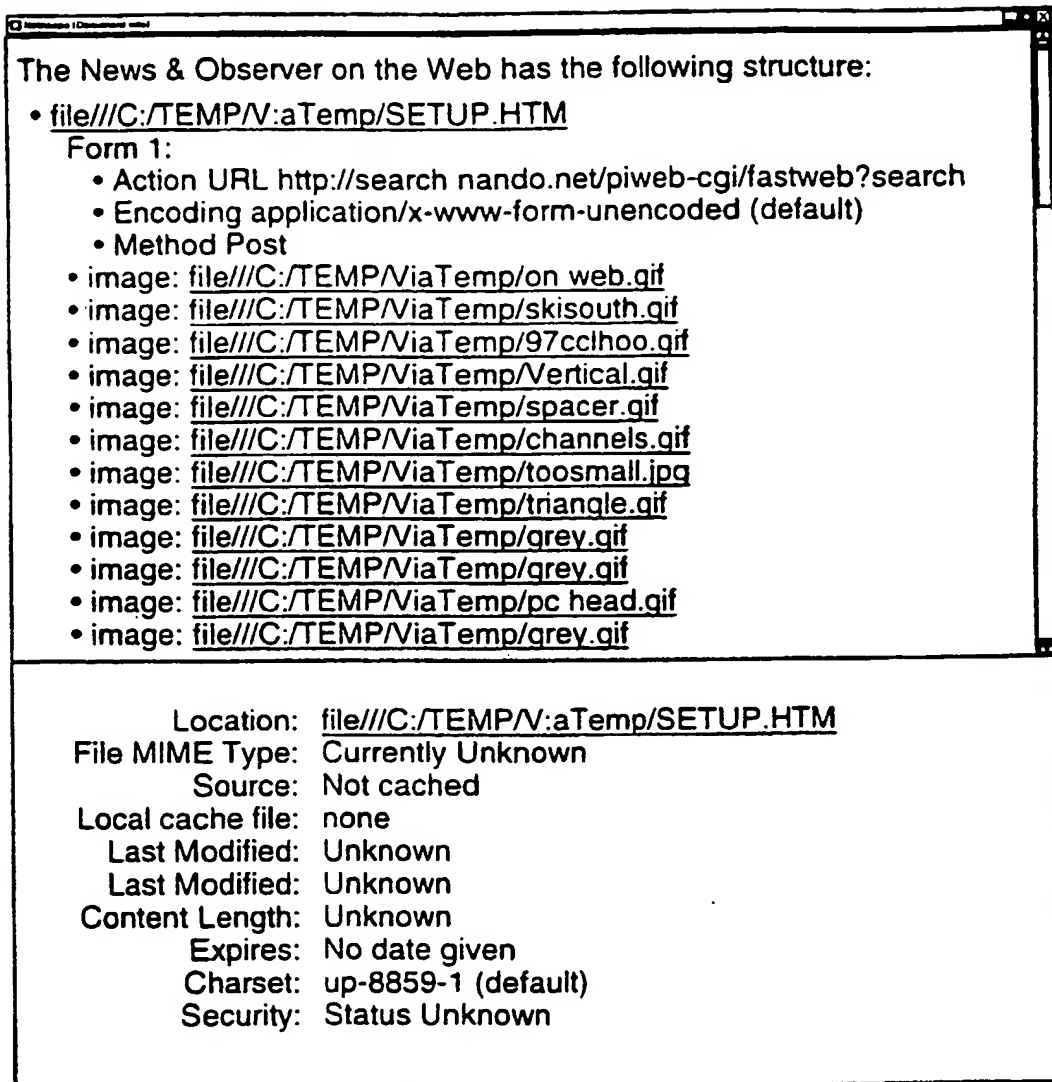 The News & Observer on the Web has the following structure:
• file///C:/TEMP/V:aTemp/SETUP.HTM
Form 1:
• Action URL http://search nando.net/piweb-cgi/fastweb?search
• Encoding application/x-www-form-unencoded (default)
• Method Post
• image: file///C:/TEMP/ViaTemp/on web.gif
• image: file///C:/TEMP/ViaTemp/skisouth.gif
• image: file///C:/TEMP/ViaTemp/97cclhoo.gif
• image: file///C:/TEMP/Vertical.gif
• image: file///C:/TEMP/ViaTemp/spacer.gif
• image: file///C:/TEMP/ViaTemp/channels.gif
• image: file///C:/TEMP/ViaTemp/toosmall.jpg
• image: file///C:/TEMP/ViaTemp/triangle.gif
• image: file///C:/TEMP/ViaTemp/grey.gif
• image: file///C:/TEMP/ViaTemp/grey.gif
• image: file///C:/TEMP/ViaTemp/pc head.gif
• image: file///C:/TEMP/ViaTemp/grey.gif
Location: file///C:/TEMP/V:aTemp/SETUP.HTM
File MIME Type: Currently Unknown
Source: Not cached
Local cache file: none
Last Modified: Unknown
Last Modified: Unknown
Content Length: Unknown
Expires: No date given
Charset: up-8859-1 (default)
Security: Status Unknown